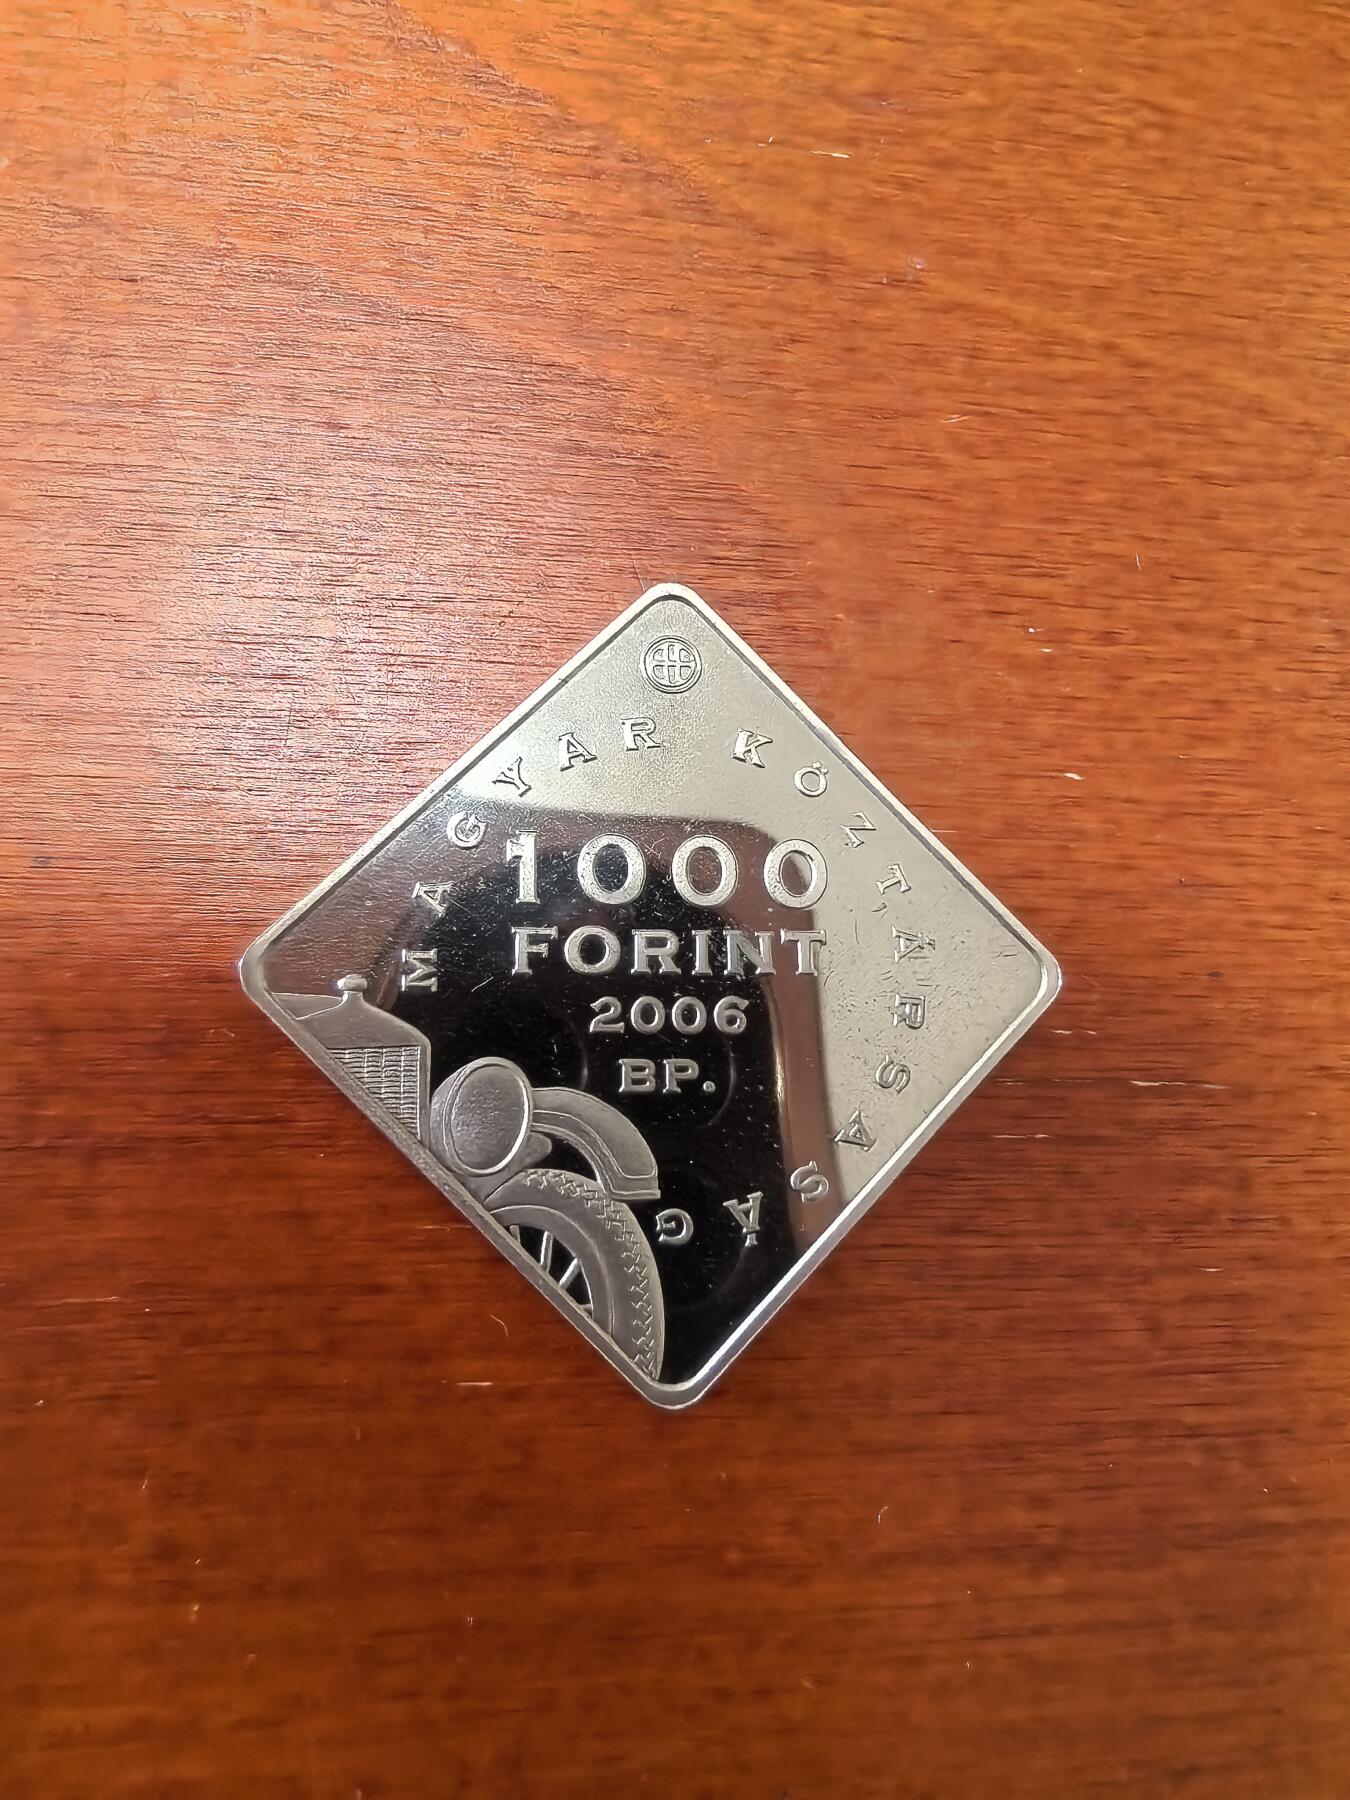 MAGYAR KÖZTÁRSASÁG
1000
FORINT
2006
BP.